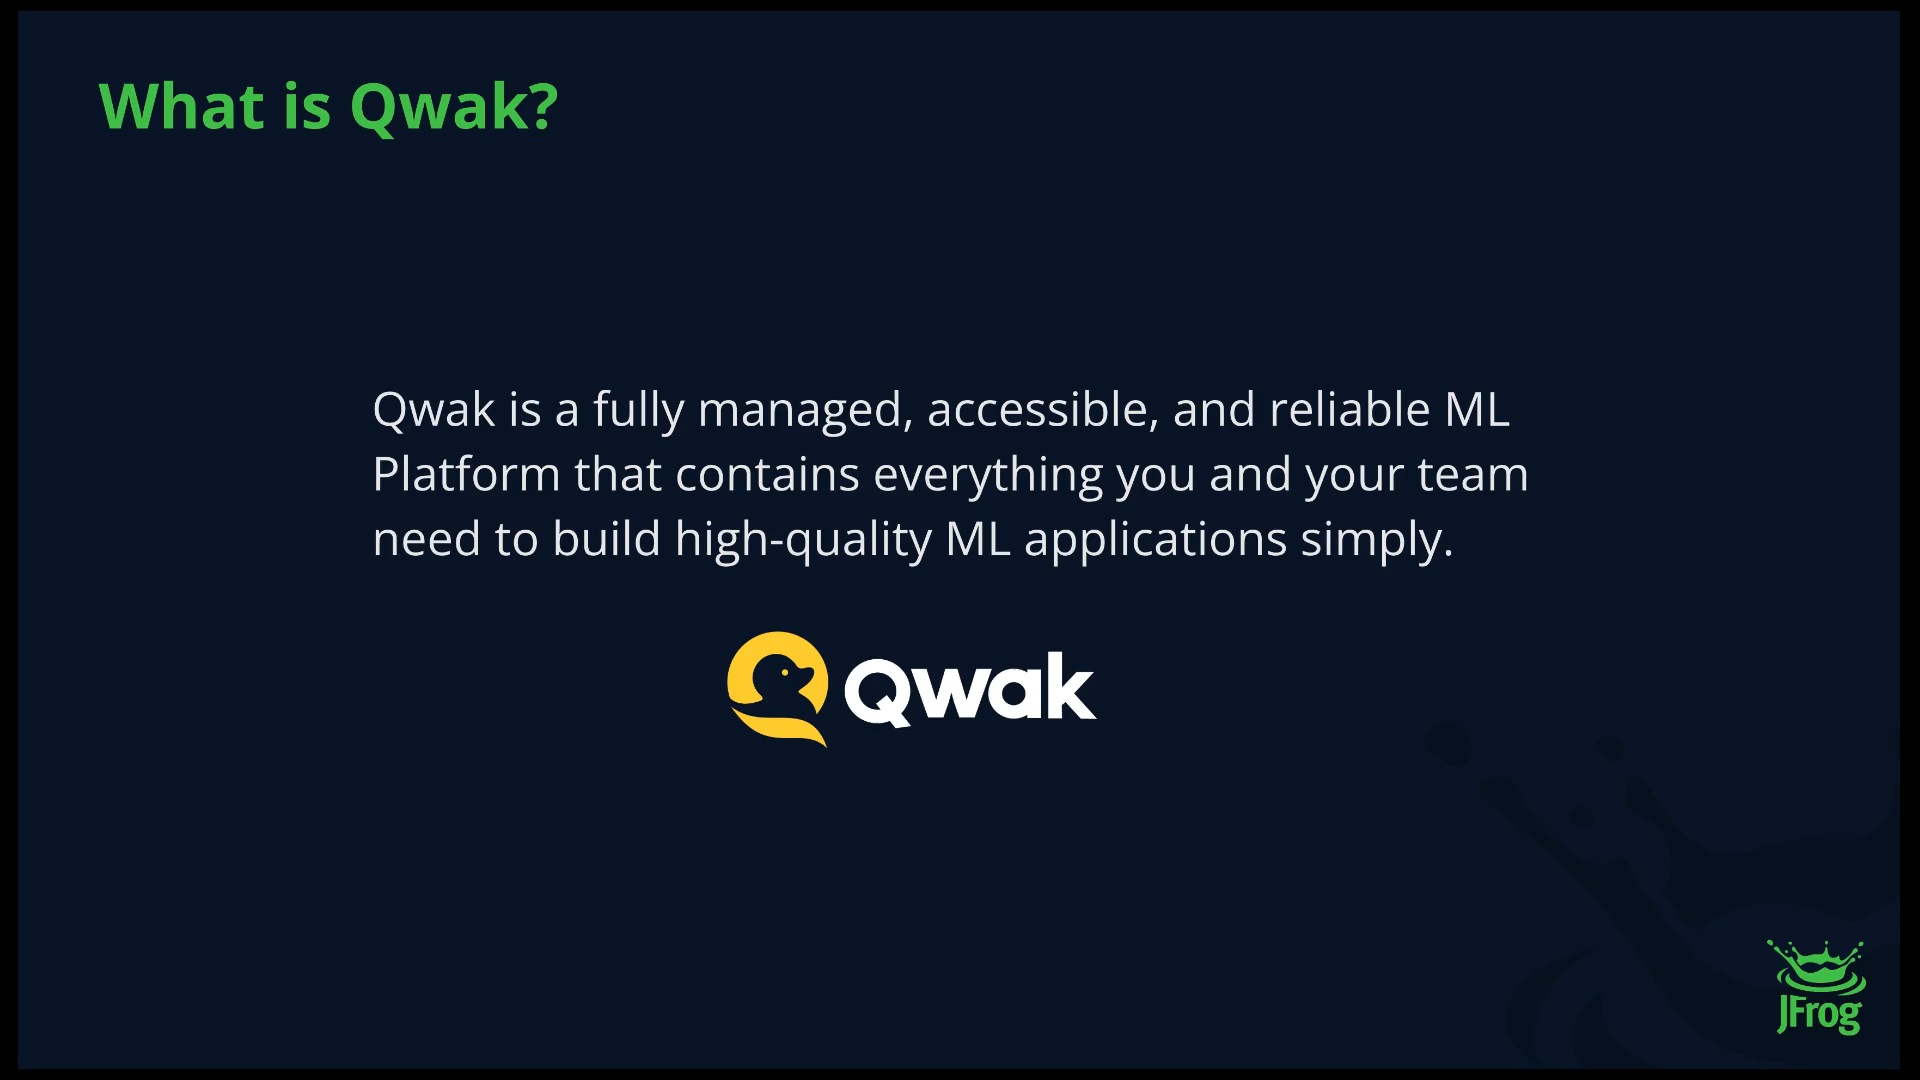 What is Qwak?
Qwak is a fully managed, accessible, and reliable ML
Platform that contains everything you and your team
need to build high-quality ML applications simply.
Qwak
JFrog